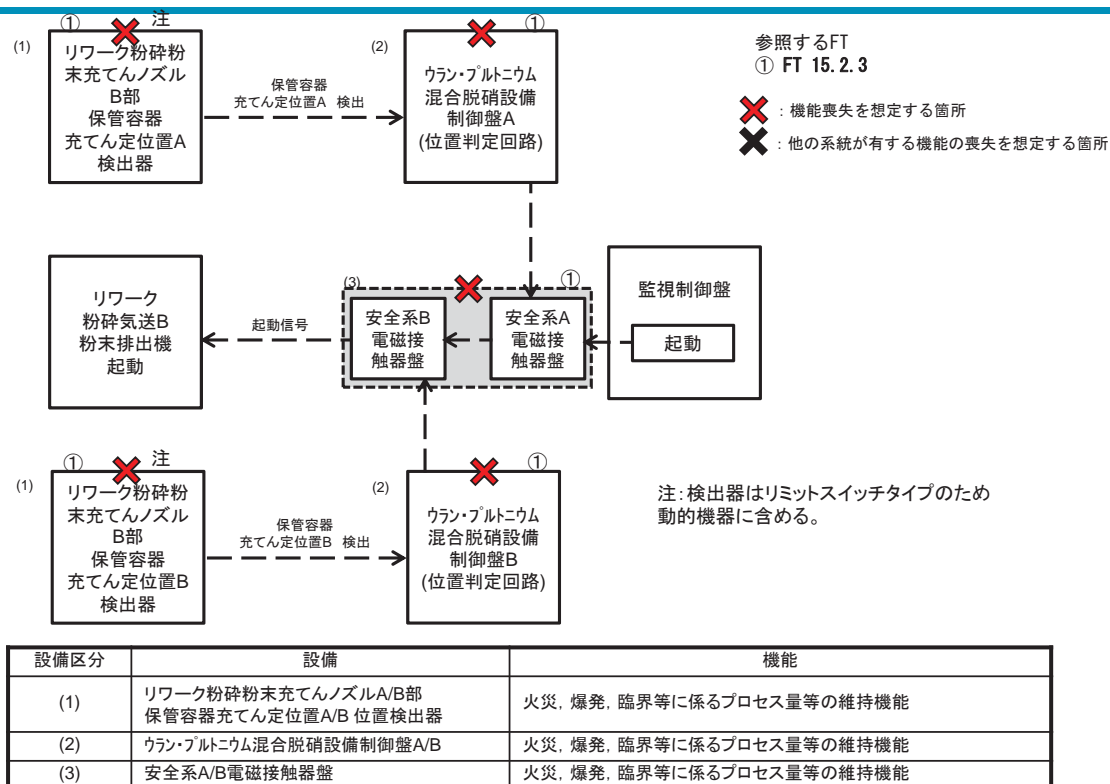 ① 注
(1)
リワーク粉砕粉
末充てんノズル
B部
保管容器
充てん定位置A
検出器
保管容器
充てん定位置A 検出
(2)
①
ウラン・プルトニウム
混合脱硝設備
制御盤A
(位置判定回路)
参照するFT
① FT 15.2.3
:機能喪失を想定する箇所
:他の系統が有する機能の喪失を想定する箇所
リワーク
粉砕気送B
粉末排出機
起動
起動信号
(3)
①
安全系B
電磁接
触器盤
安全系A
電磁接
触器盤
監視制御盤
起動
① 注
(1)
リワーク粉砕粉
末充てんノズル
B部
保管容器
充てん定位置B
検出器
保管容器
充てん定位置B 検出
(2)
①
ウラン・プルトニウム
混合脱硝設備
制御盤B
(位置判定回路)
注:検出器はリミットスイッチタイプのため
動的機器に含める。
設備区分 設備 機能
(1) リワーク粉砕粉末充てんノズルA/B部
保管容器充てん定位置A/B 位置検出器 火災,爆発,臨界等に係るプロセス量等の維持機能
(2) ウラン・プルトニウム混合脱硝設備制御盤A/B 火災,爆発,臨界等に係るプロセス量等の維持機能
(3) 安全系A/B電磁接触器盤 火災,爆発,臨界等に係るプロセス量等の維持機能